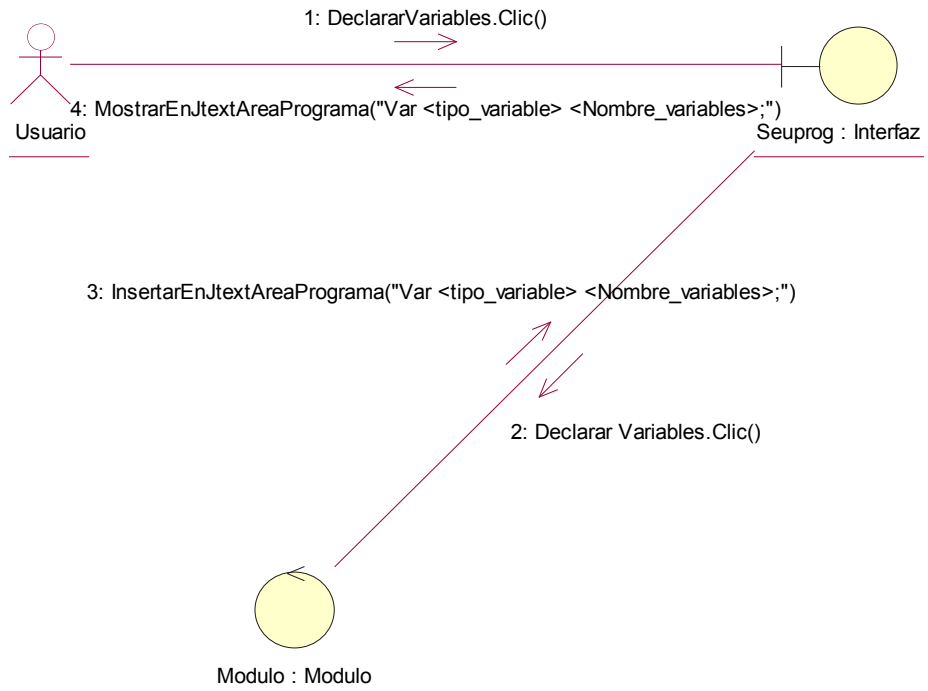 1: DeclararVariables.Clic()
4: MostrarEnJtextAreaPrograma("Var <tipo_variable> <Nombre_variables>;")
Usuario
Seuprog : Interfaz
3: InsertarEnJtextAreaPrograma("Var <tipo_variable> <Nombre_variables>;")
2: Declarar Variables.Clic()
Modulo : Modulo